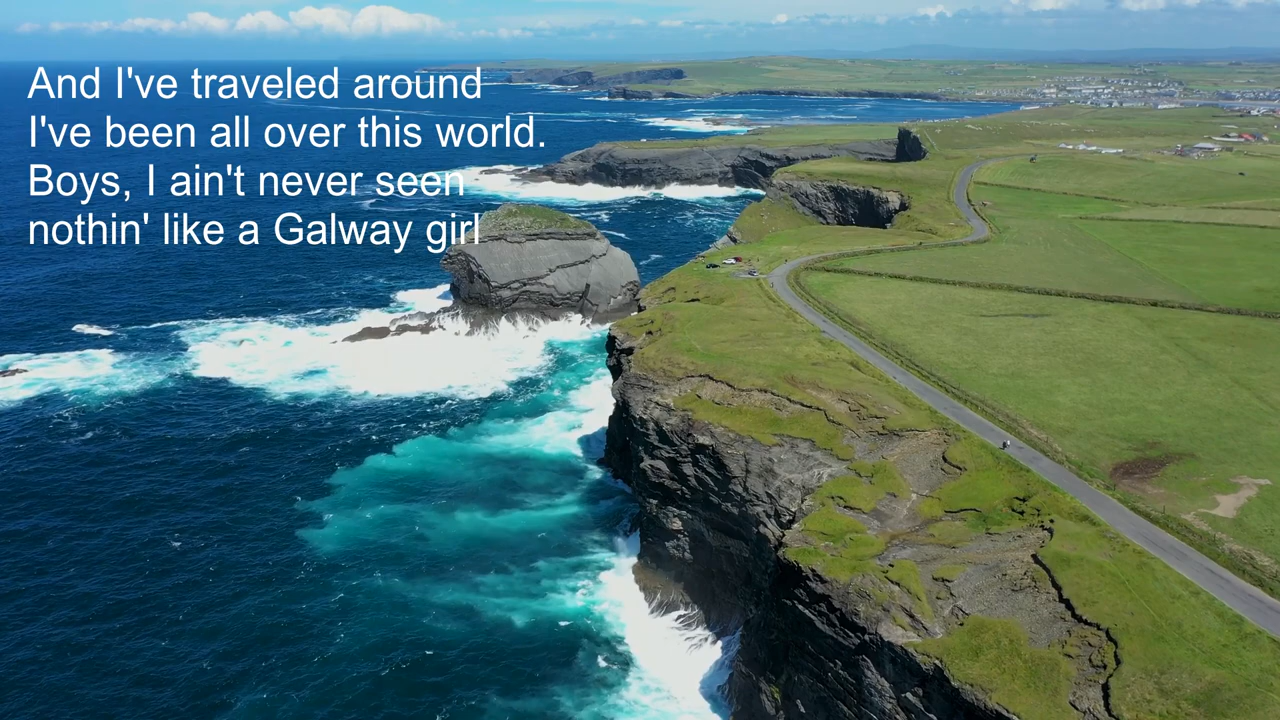 And I've traveled around
I've been all over this world.
Boys, I ain't never seen
nothin' like a Galway girl